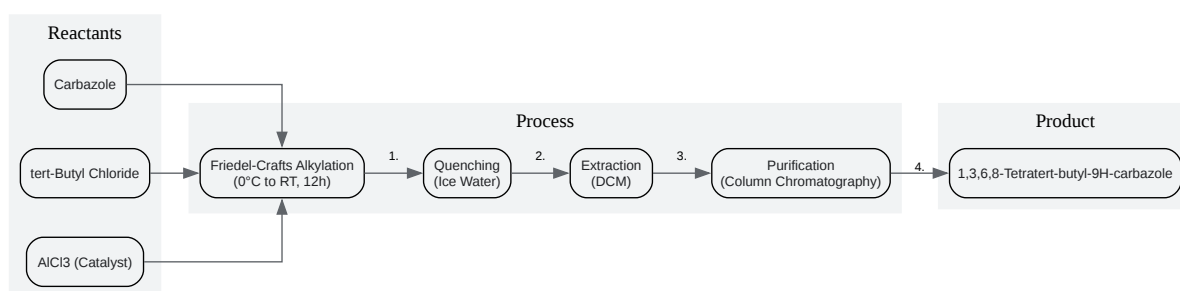 Reactants
Carbazole
tert-Butyl Chloride
AlCl3 (Catalyst)
Process
Friedel-Crafts Alkylation
(0°C to RT, 12h)
1.
Quenching
(Ice Water)
2.
Extraction
(DCM)
3.
Purification
(Column Chromatography)
4.
Product
1,3,6,8-Tetratert-butyl-9H-carbazole